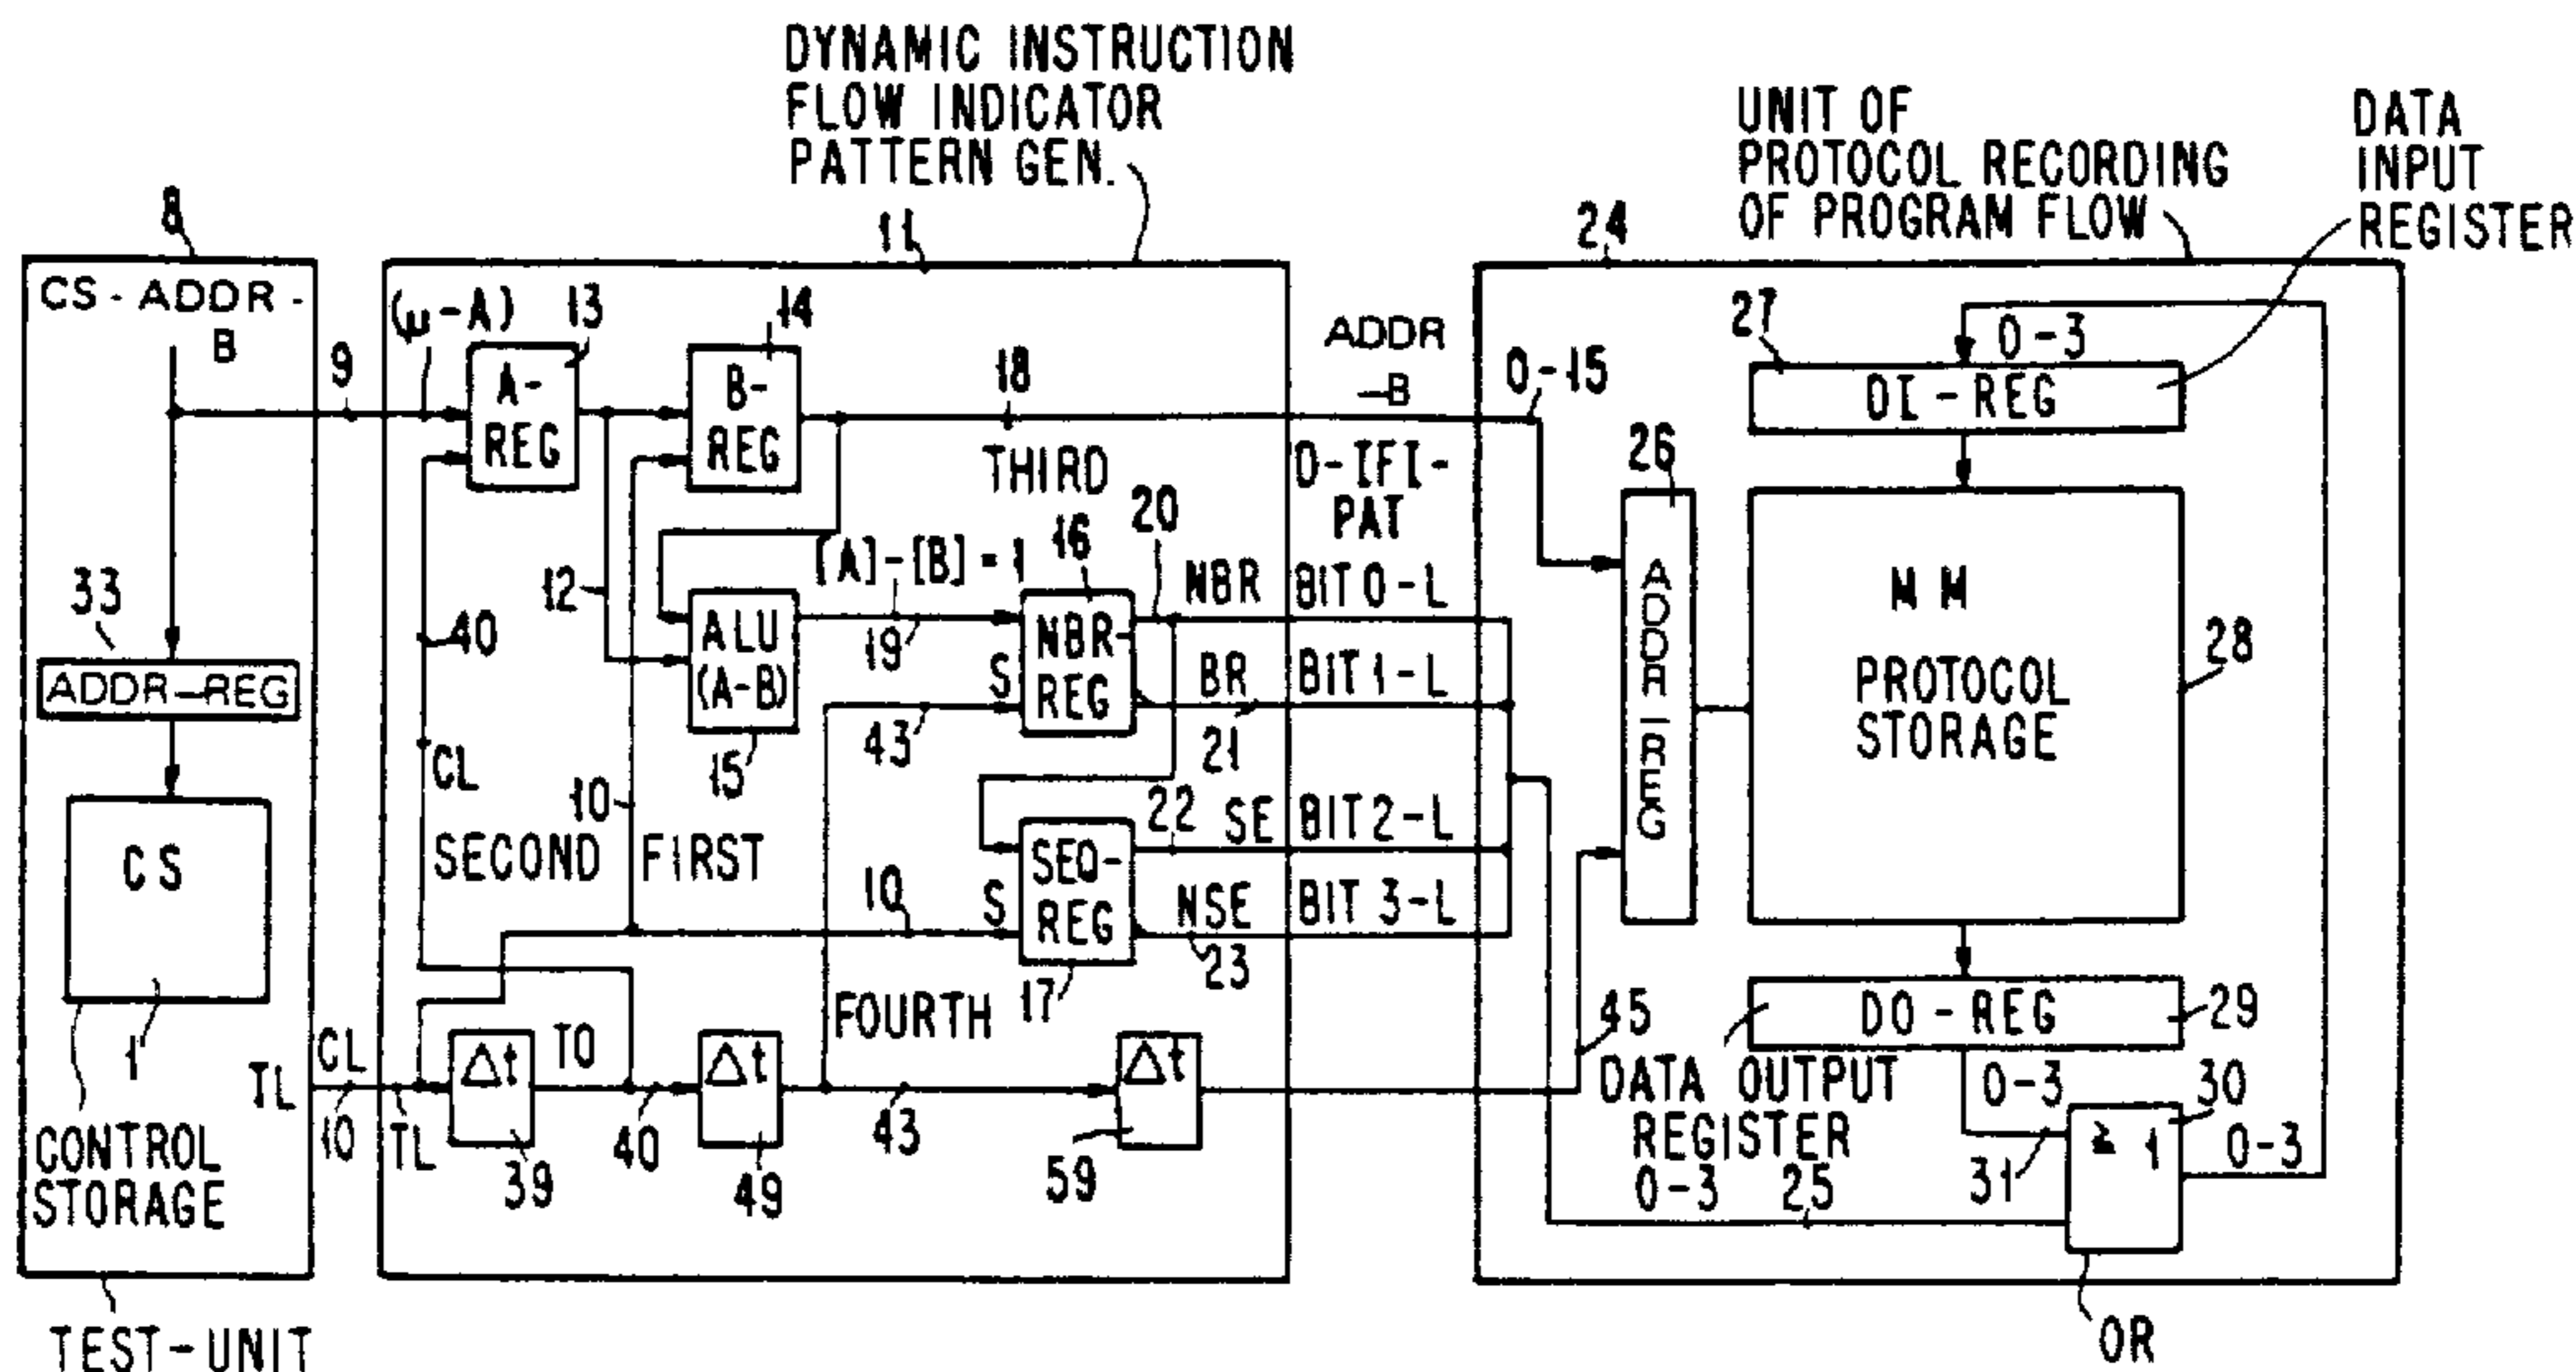 DYNAMIC INSTRUCTION
FLOW INDICATOR
PATTERN GEN.
UNIT OF
PROTOCOL RECORDING
OF PROGRAM FLOW
DATA
INPUT
REGISTER
8
11
24
CS - ADDR -
B
9
(μ-A)
13
A-
REG
14
B-
REG
18
ADDR
-B
0-15
27
0-3
DI - REG
THIRD
D-IFI-
PAT
26
ADDR-REG
33
ADDR-REG
40
12
ALU
(A-B)
15
[A]-[B] = 1
19
16
NBR-
REG
S
43
20
NBR
BIT 0 - L
BR
BIT 1 - L
21
MM
PROTOCOL
STORAGE
28
CL
10
SECOND
FIRST
CS
1
10
S
SEQ-
REG
17
22
SE
BIT 2 - L
NSE
BIT 3 - L
23
FOURTH
45
DO - REG
29
DATA OUTPUT
REGISTER
0-3
31
≥ 1
30
0-3
0-3
25
TL
CL
10
TL
Δt
39
TO
40
Δt
49
43
Δt
59
CONTROL
STORAGE
TEST-UNIT
OR